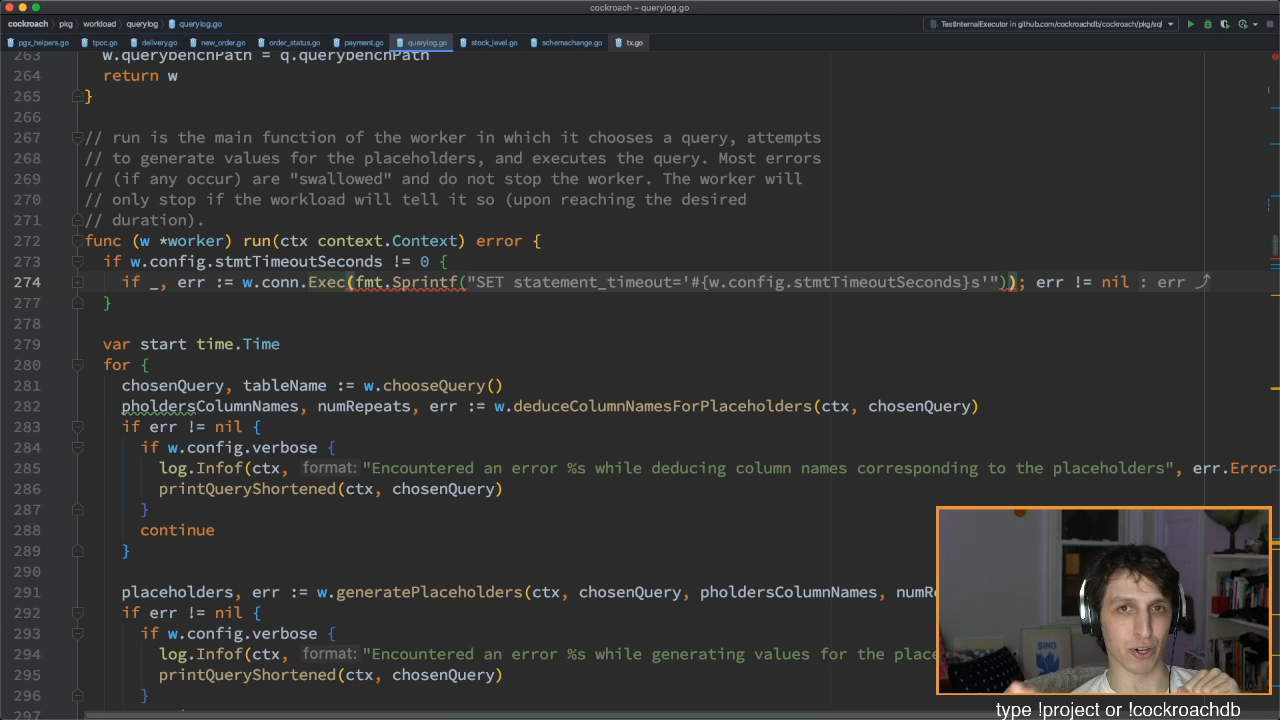 cockroach – querylog.go
cockroach pkg workload querylog querylog.go
TestInternalExecutor in github.com/cockroachdb/cockroach/pkg/sql
pgx_helpers.go tpcc.go delivery.go new_order.go order_status.go payment.go querylog.go stock_level.go schemachange.go tx.go
263 w.querybenchPath = q.querybenchPath
264 return w
265 }
266
267 // run is the main function of the worker in which it chooses a query, attempts
268 // to generate values for the placeholders, and executes the query. Most errors
269 // (if any occur) are "swallowed" and do not stop the worker. The worker will
270 // only stop if the workload will tell it so (upon reaching the desired
271 // duration).
272 func (w *worker) run(ctx context.Context) error {
273 if w.config.stmtTimeoutSeconds != 0 {
274 if _, err := w.conn.Exec(fmt.Sprintf("SET statement_timeout='#{w.config.stmtTimeoutSeconds}s'")); err != nil : err
277 }
278
279 var start time.Time
280 for {
281 chosenQuery, tableName := w.chooseQuery()
282 pholdersColumnNames, numRepeats, err := w.deduceColumnNamesForPlaceholders(ctx, chosenQuery)
283 if err != nil {
284 if w.config.verbose {
285 log.Infof(ctx, format: "Encountered an error %s while deducing column names corresponding to the placeholders", err.Error
286 printQueryShortened(ctx, chosenQuery)
287 }
288 continue
289 }
290
291 placeholders, err := w.generatePlaceholders(ctx, chosenQuery, pholdersColumnNames, numR
292 if err != nil {
293 if w.config.verbose {
294 log.Infof(ctx, format: "Encountered an error %s while generating values for the place
295 printQueryShortened(ctx, chosenQuery)
296 }
297
type !project or !cockroachdb